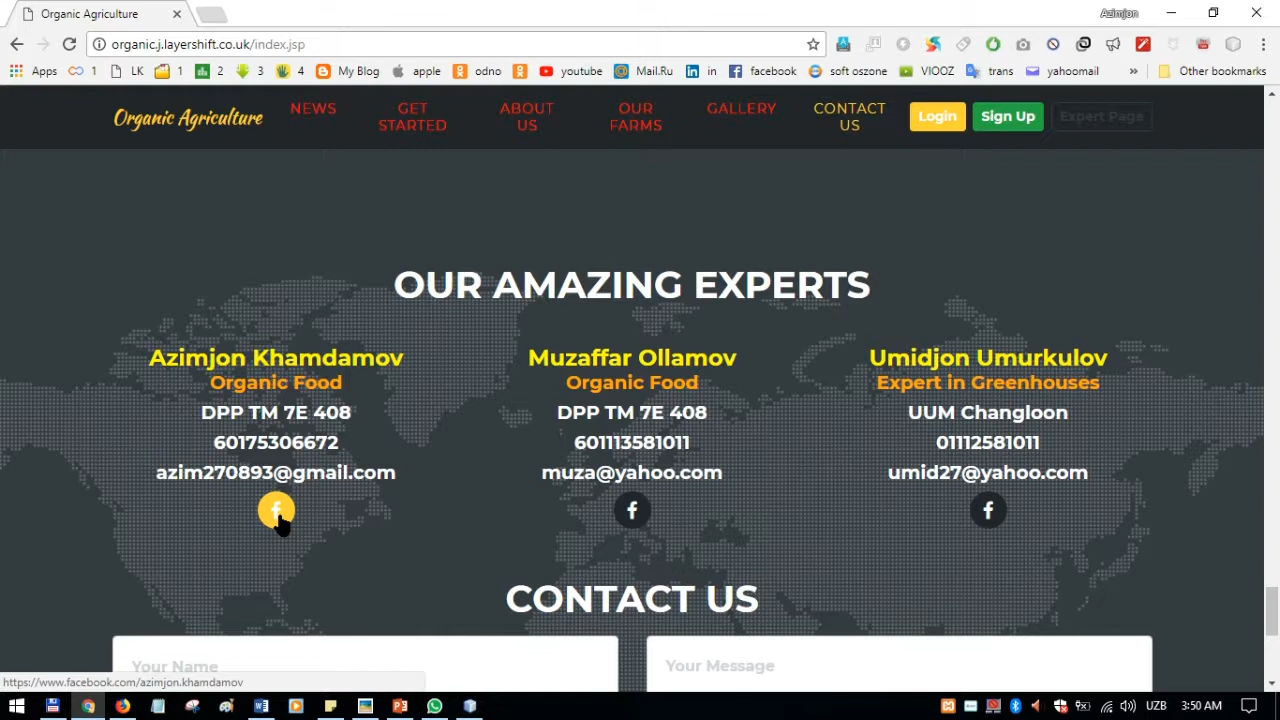 Organic Agriculture
Azimjon
organic.j.layershift.co.uk/index.jsp
Apps 1 LK 1 2 3 4 My Blog apple odno youtube Mail.Ru in facebook soft oszone VIOOZ trans yahoomail » Other bookmarks
Organic Agriculture
NEWS
GET STARTED
ABOUT US
OUR FARMS
GALLERY
CONTACT US
Login
Sign Up
Expert Page
OUR AMAZING EXPERTS
Azimjon Khamdamov
Organic Food
DPP TM 7E 408
60175306672
azim270893@gmail.com
Muzaffar Ollamov
Organic Food
DPP TM 7E 408
601113581011
muza@yahoo.com
Umidjon Umurkulov
Expert in Greenhouses
UUM Changloon
01112581011
umid27@yahoo.com
CONTACT US
Your Name
Your Message
https://www.facebook.com/azimjon.khamdamov
UZB 3:50 AM